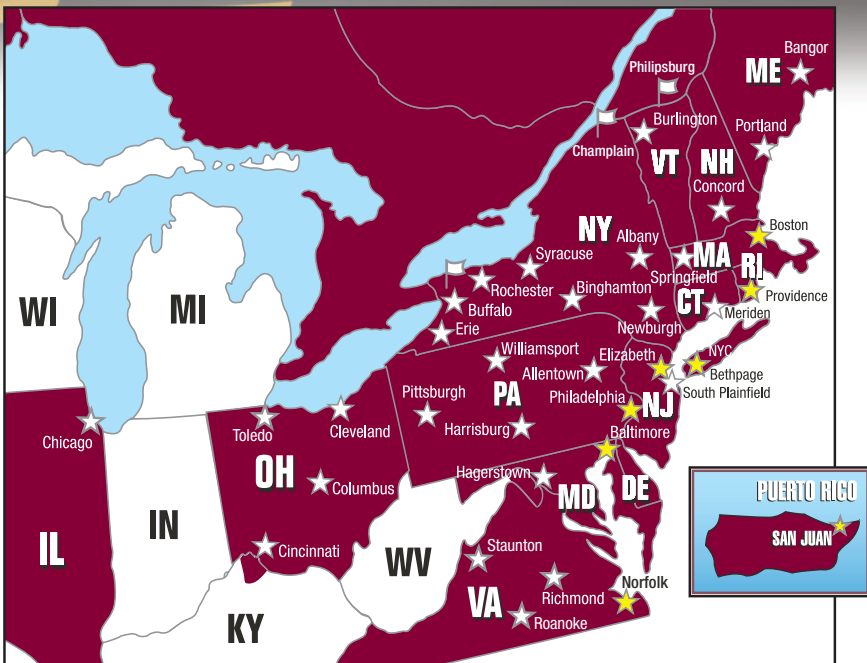 Bangor
ME
Philipsburg
Burlington
Portland
Champlain
VT
NH
Concord
NY
Albany
Boston
Syracuse
MA
RI
Springfield
Rochester
Binghamton
Providence
CT
Buffalo
Meriden
Newburgh
Erie
WI
MI
Williamsport
Elizabeth
NYC
Allentown
Bethpage
Pittsburgh
PA
Philadelphia
NJ
South Plainfield
Chicago
Toledo
Cleveland
Harrisburg
Baltimore
OH
Hagerstown
Columbus
MD
DE
PUERTO RICO
SAN JUAN
IL
IN
Cincinnati
WV
Staunton
Norfolk
VA
Richmond
Roanoke
KY